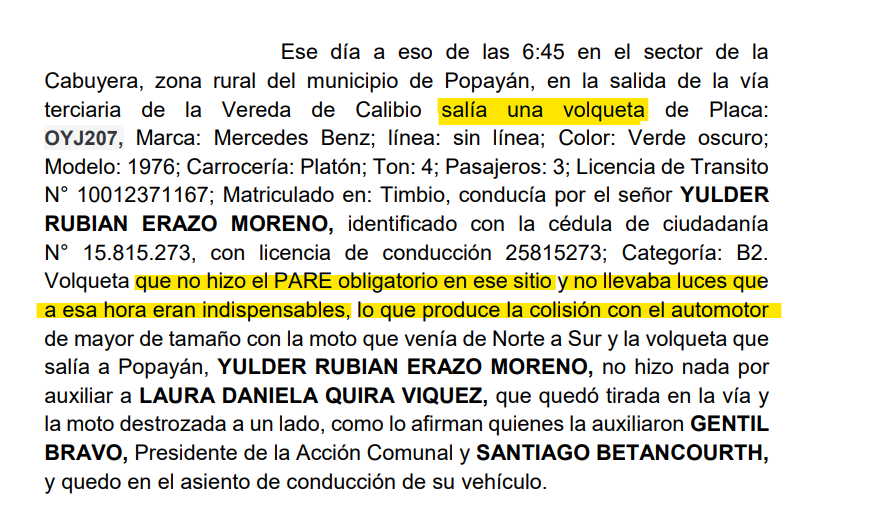 Ese día a eso de las 6:45 en el sector de la
Cabuyera, zona rural del municipio de Popayán, en la salida de la vía
terciaria de la Vereda de Calibio salía una volqueta de Placa:
OYJ207, Marca: Mercedes Benz; línea: sin línea; Color: Verde oscuro;
Modelo: 1976; Carrocería: Platón; Ton: 4; Pasajeros: 3; Licencia de Transito
N° 10012371167; Matriculado en: Timbio, conducía por el señor YULDER
RUBIAN ERAZO MORENO, identificado con la cédula de ciudadanía
N° 15.815.273, con licencia de conducción 25815273; Categoría: B2.
Volqueta que no hizo el PARE obligatorio en ese sitio y no llevaba luces que
a esa hora eran indispensables, lo que produce la colisión con el automotor
de mayor de tamaño con la moto que venía de Norte a Sur y la volqueta que
salía a Popayán, YULDER RUBIAN ERAZO MORENO, no hizo nada por
auxiliar a LAURA DANIELA QUIRA VIQUEZ, que quedó tirada en la vía y
la moto destrozada a un lado, como lo afirman quienes la auxiliaron GENTIL
BRAVO, Presidente de la Acción Comunal y SANTIAGO BETANCOURTH,
y quedo en el asiento de conducción de su vehículo.